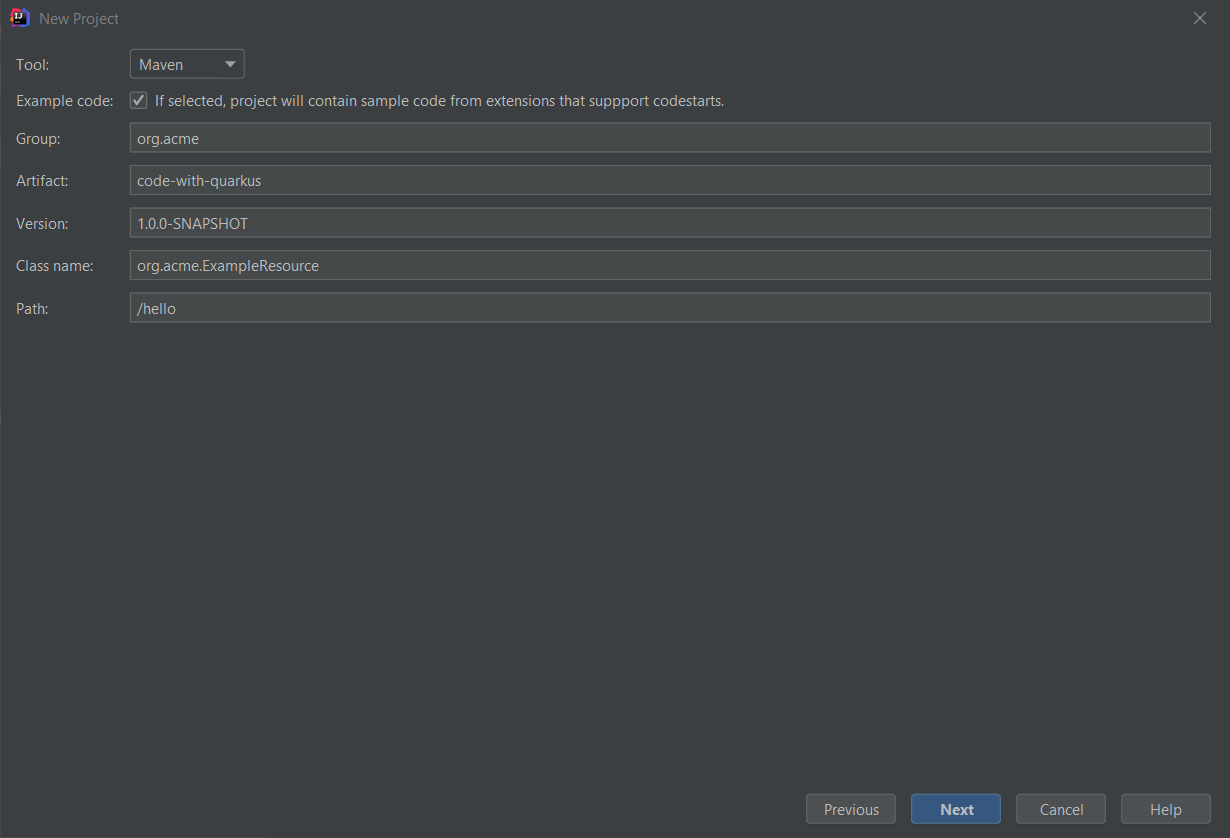 New Project
Tool: Maven
Example code: If selected, project will contain sample code from extensions that suppport codestarts.
Group: org.acme
Artifact: code-with-quarkus
Version: 1.0.0-SNAPSHOT
Class name: org.acme.ExampleResource
Path: /hello
Previous Next Cancel Help